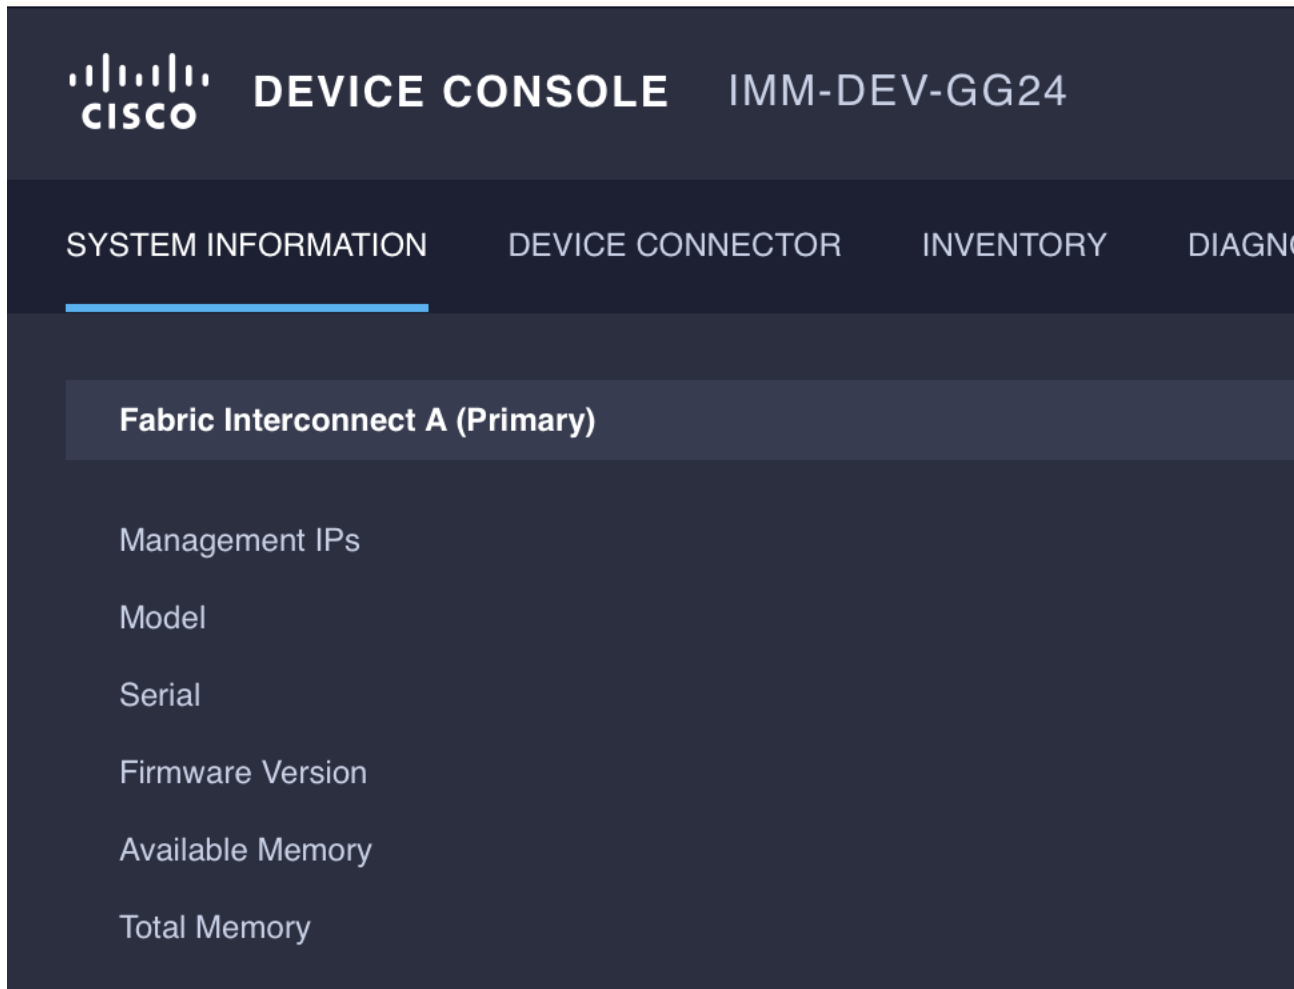 CISCO DEVICE CONSOLE IMM-DEV-GG24
SYSTEM INFORMATION DEVICE CONNECTOR INVENTORY
Fabric Interconnect A (Primary)
Management IPs
Model
Serial
Firmware Version
Available Memory
Total Memory